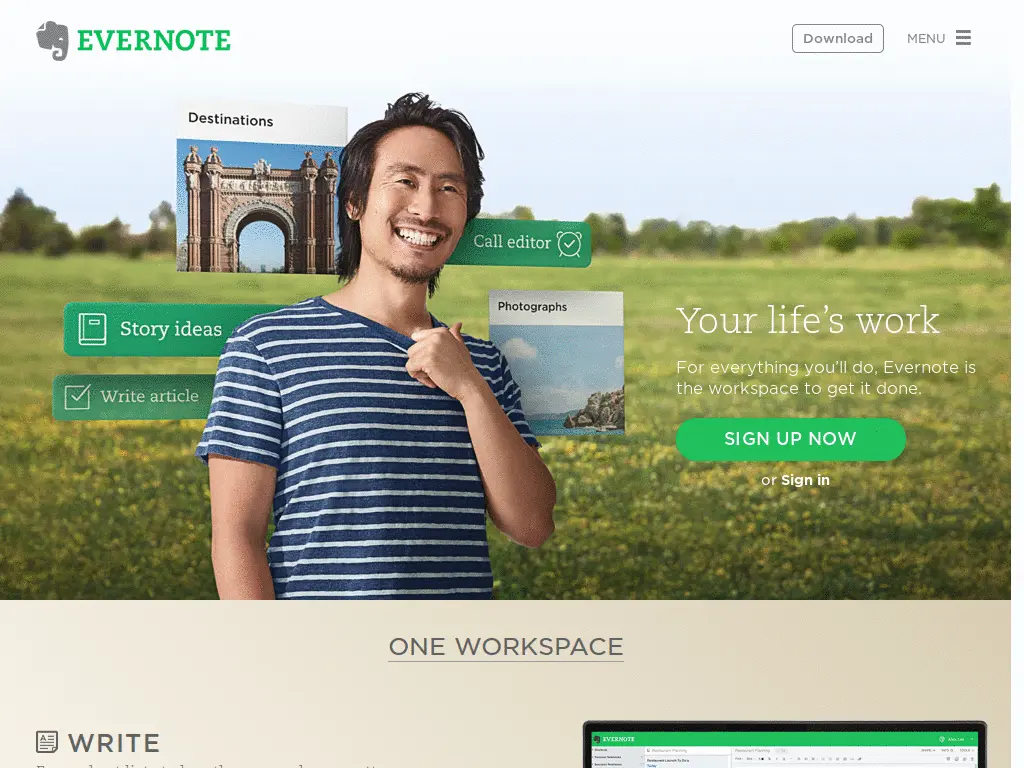 EVERNOTE
Download
MENU
Destinations
Call editor
Photographs
Story ideas
Write article
Your life's work
For everything you'll do, Evernote is
the workspace to get it done.
SIGN UP NOW
or Sign in
ONE WORKSPACE
WRITE
EVERNOTE